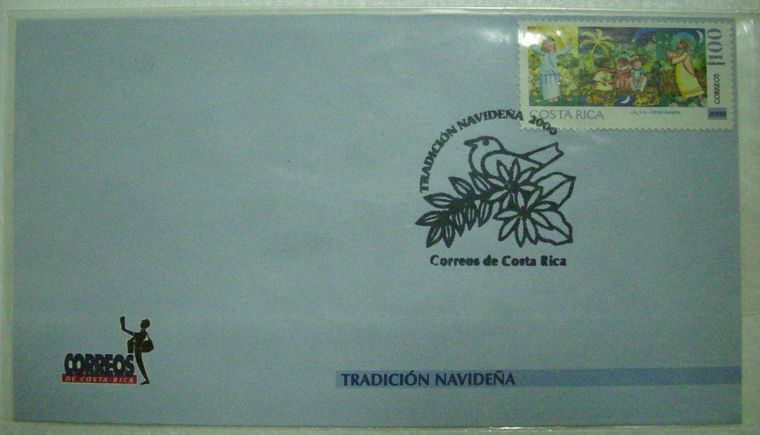 100
CORREOS
COSTA RICA
2000
TRADICIÓN NAVIDEÑA 2000
Correos de Costa Rica
CORREOS
DE COSTA RICA
TRADICIÓN NAVIDEÑA